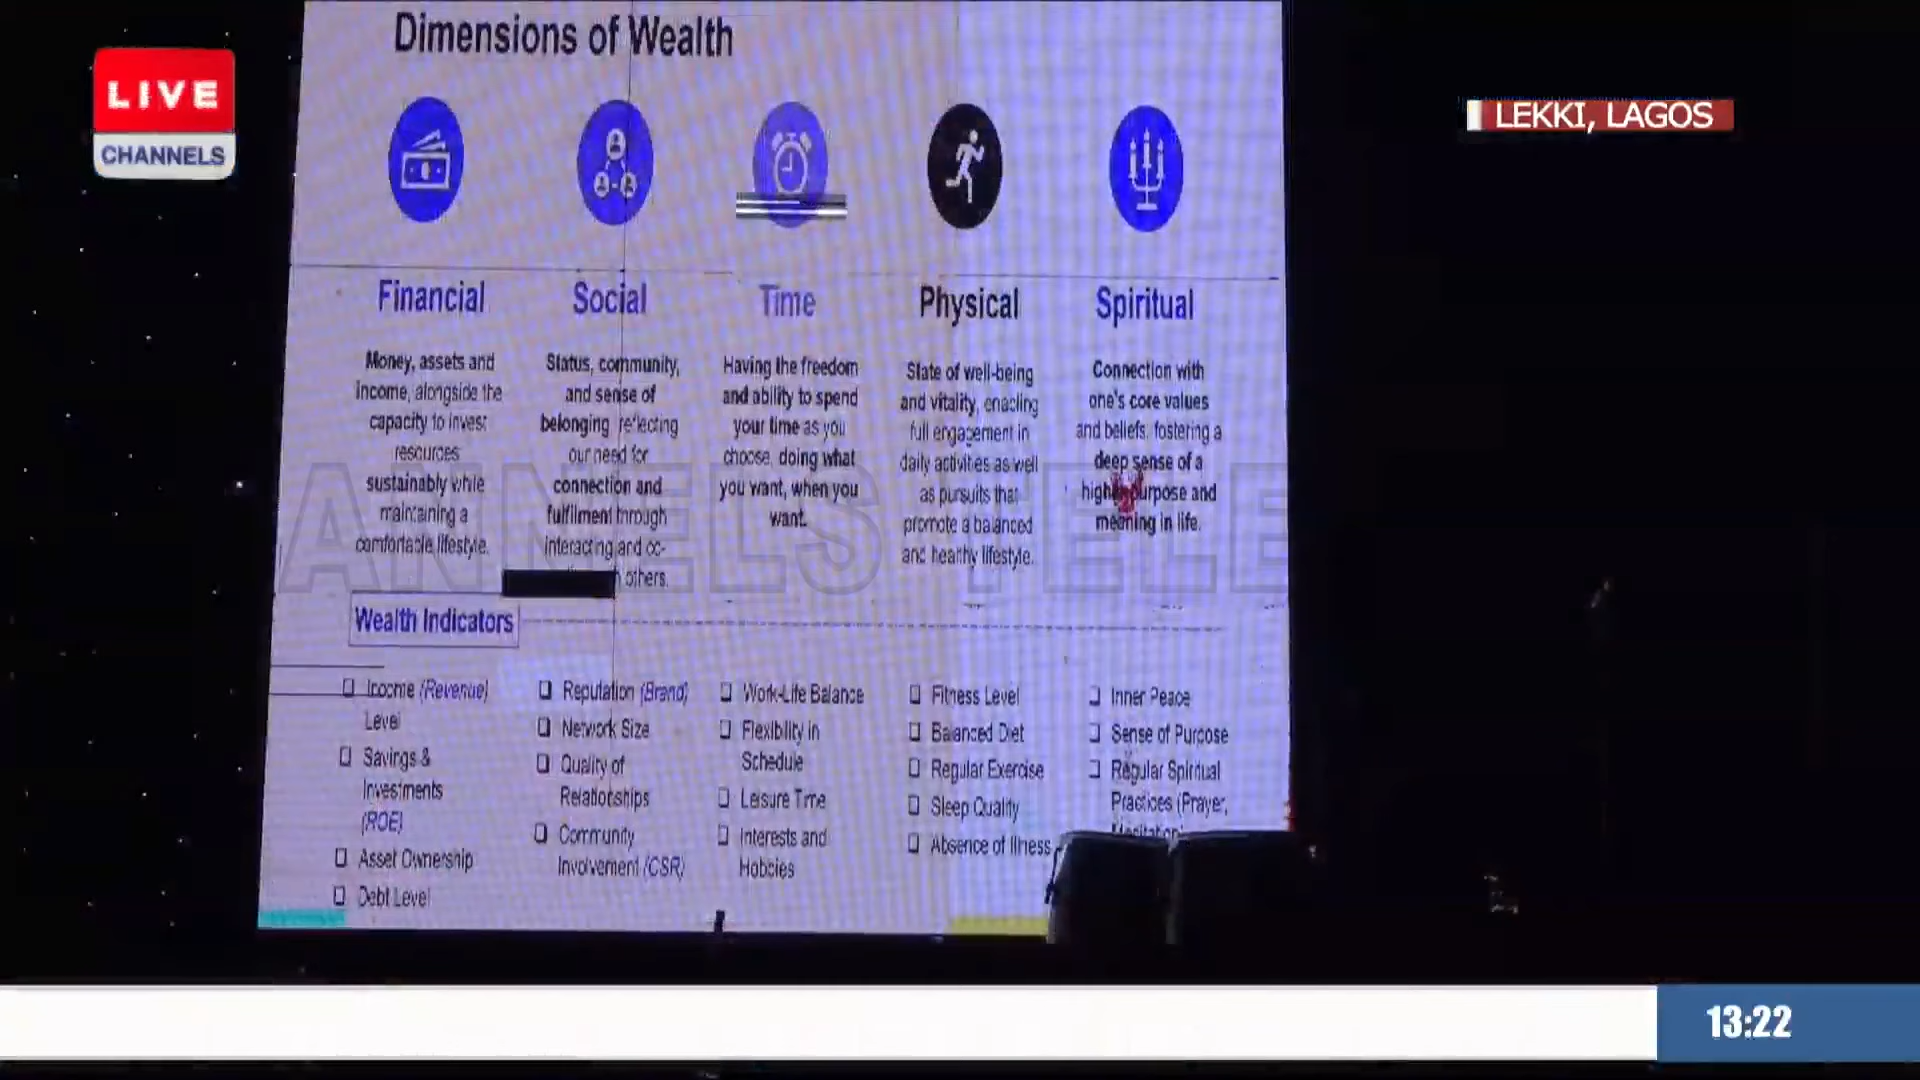 Dimensions of Wealth
LIVE
CHANNELS
LEKKI, LAGOS
Financial
Money, assets and
income, alongside the
capacity to invest
resources
sustainably while
maintaining a
comfortable lifestyle.
Social
Status, community,
and sense of
belonging reflecting
our need for
connection and
fulfilment through
interacting and co-
others.
Time
Having the freedom
and ability to spend
your time as you
choose, doing what
you want, when you
want.
Physical
State of well-being
and vitality, enabling
full engagement in
daily activities as well
as pursuits that
promote a balanced
and healthy lifestyle.
Spiritual
Connection with
one's core values
and beliefs, fostering a
deep sense of a
higher purpose and
meaning in life.
ANNELS TELE
Wealth Indicators
Income (Revenue)
Level
Savings &
Investments
(ROE)
Asset Ownership
Debt Level
Reputation (Brand)
Network Size
Quality of
Relationships
Community
Involvement (CSR)
Work-Life Balance
Flexibility in
Schedule
Leisure Time
Interests and
Hobbies
Fitness Level
Balanced Diet
Regular Exercise
Sleep Quality
Absence of Illness
Inner Peace
Sense of Purpose
Regular Spiritual
Practices (Prayer,
13:22